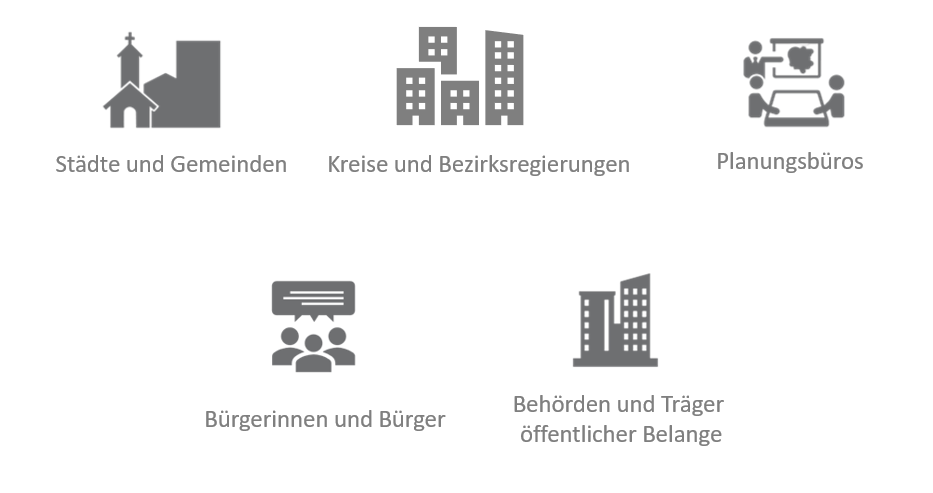 Städte und Gemeinden
Kreise und Bezirksregierungen
Planungsbüros
Bürgerinnen und Bürger
Behörden und Träger
öffentlicher Belange